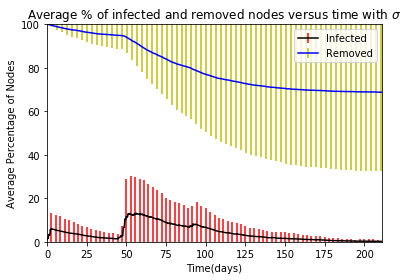 Average % of infected and removed nodes versus time with σ
Infected
Removed
Average Percentage of Nodes
100
80
60
40
20
0
0 25 50 75 100 125 150 175 200
Time(days)